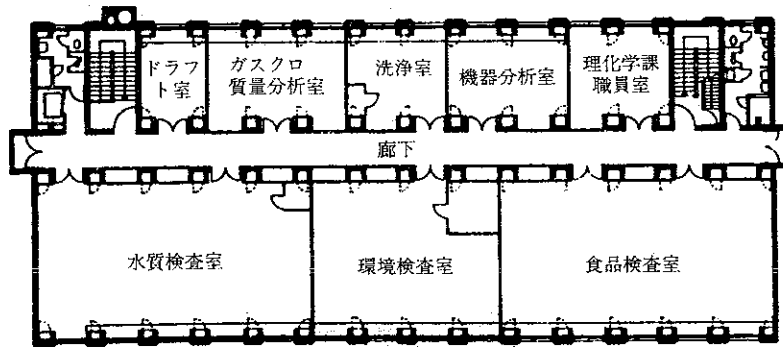 ドラフ
ト室
ガスクロ
質量分析室
洗浄室
機器分析室
理化学課
職員室
廊下
水質検査室
環境検査室
食品検査室